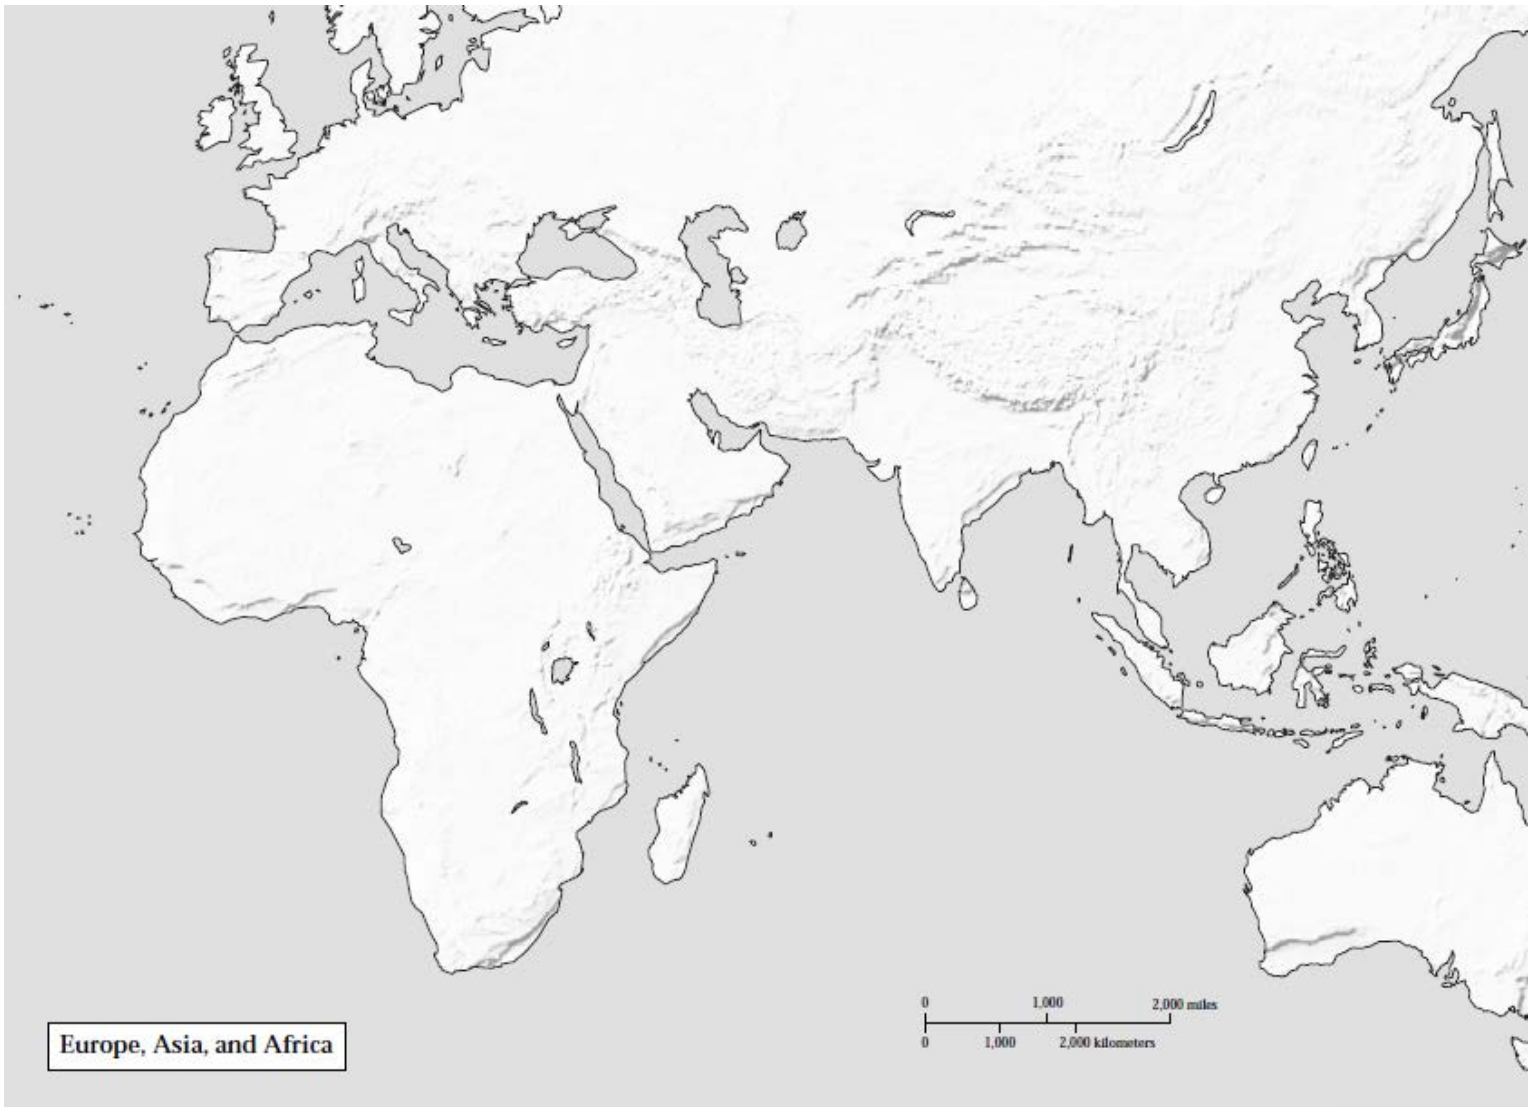 0 1,000 2,000 miles
0 1,000 2,000 kilometers
Europe, Asia, and Africa